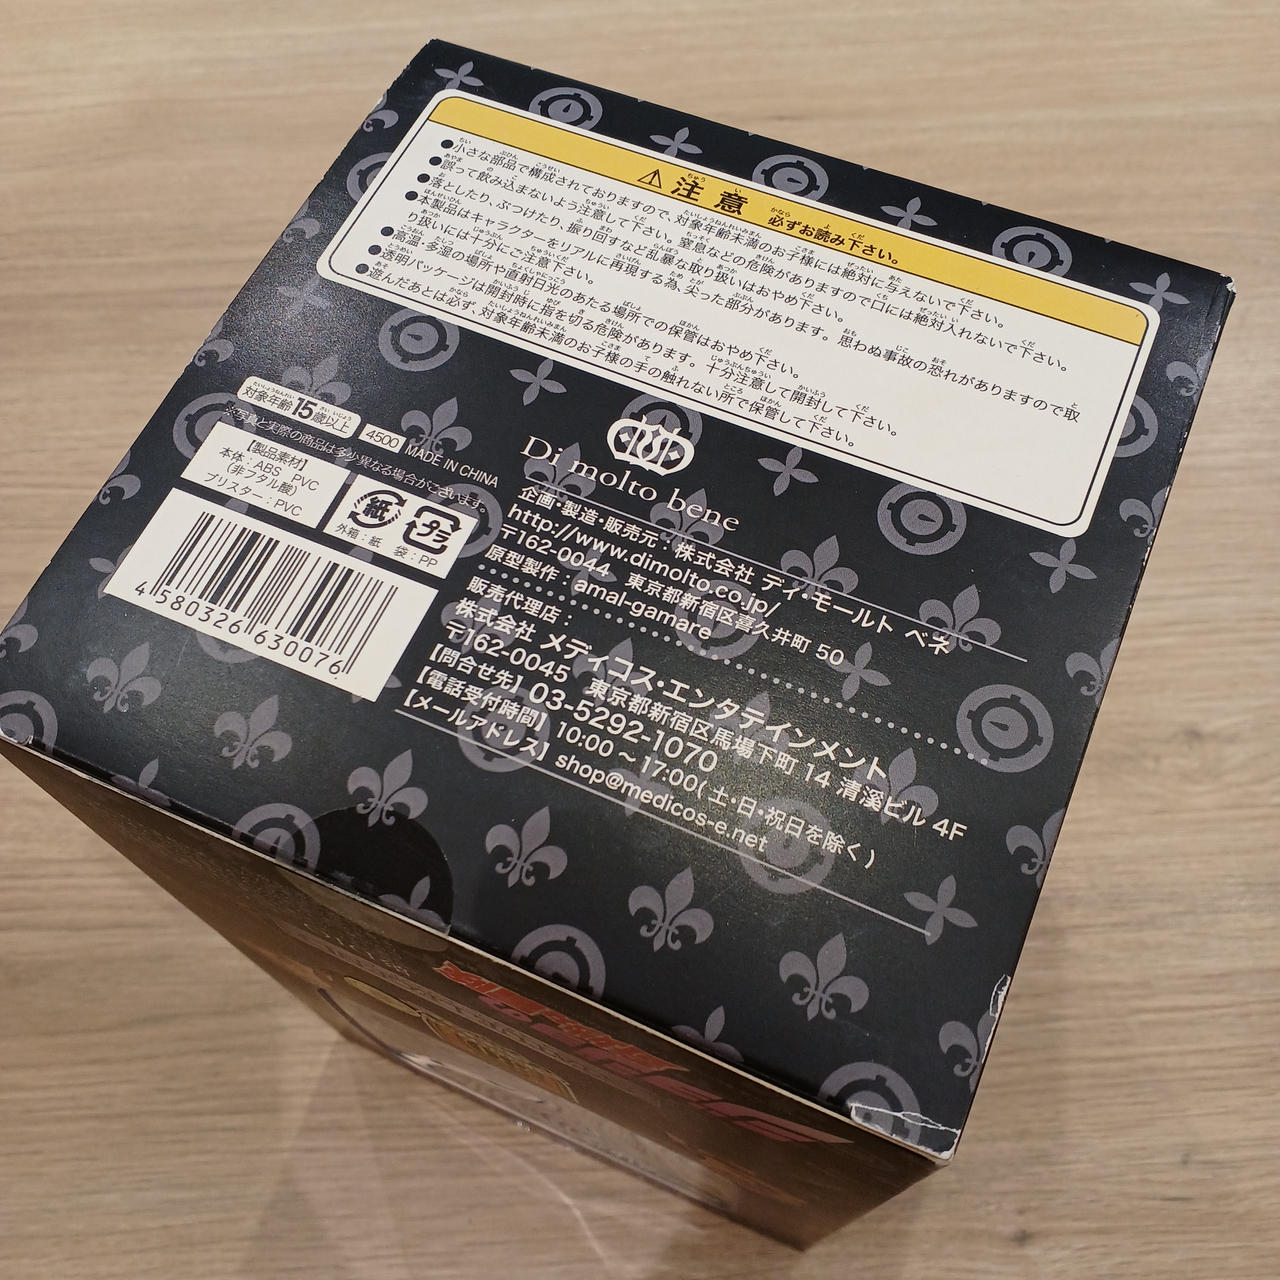 ⚠注意 必ずお読み下さい。
●小さな部品で構成されておりますので、対象年齢未満のお子様には絶対に与えないで下さい。
●誤って飲み込まないよう注意して下さい。窒息などの危険がありますので口には絶対入れないで下さい。
●落としたり、ぶつけたり、振り回すなど乱暴な取り扱いはおやめ下さい。
●本製品はキャラクターをリアルに再現する為、尖った部分があります。思わぬ事故の恐れがありますので取
り扱いには十分にご注意下さい。
●高温・多湿の場所や直射日光のあたる場所での保管はおやめ下さい。
●透明パッケージは開封時に指を切る危険があります。十分注意して開封して下さい。
●遊んだあとは必ず、対象年齢未満のお子様の手の触れない所で保管して下さい。
対象年齢15歳以上
4500 MADE IN CHINA
※写真と実際の商品は多少異なる場合がございます。
【製品素材】
本体：ABS PVC
（非フタル酸）
ブリスター：PVC
紙 プラ
外箱：紙 袋：PP
4 580326 630076
Di molto bene
企画・製造・販売元：株式会社 ディ・モールト ベネ
http://www.dimolto.co.jp/
〒162-0044 東京都新宿区喜久井町 50
原型製作：amal-gamare
販売代理店：
株式会社 メディコス・エンタテインメント
〒162-0045 東京都新宿区馬場下町 14 清溪ビル 4F
【問合せ先】03-5292-1070
【電話受付時間】10:00～17:00(土・日・祝日を除く)
【メールアドレス】shop@medicos-e.net